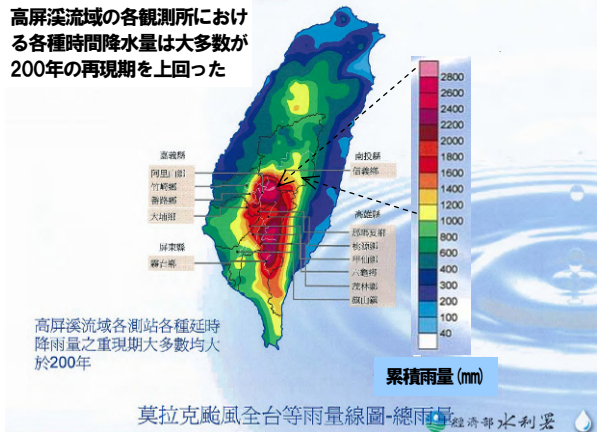 高屏溪流域の各観測所におけ
る各種時間降水量は大多数が
200年の再現期を上回った
嘉義縣
阿里山鄉
竹崎鄉
番路鄉
大埔鄉
屏東縣
霧台鄉
南投縣
信義鄉
高雄縣
那瑪夏鄉
桃源鄉
甲仙鄉
六龜鄉
茂林鄉
旗山鎮
2800
2600
2400
2200
2000
1800
1600
1400
1200
1000
800
600
400
300
200
100
40
累積雨量(mm)
高屏溪流域各測站各種延時
降雨量之重現期大多數均大
於200年
莫拉克颱風全台等雨量線圖-總雨量
經濟部水利署